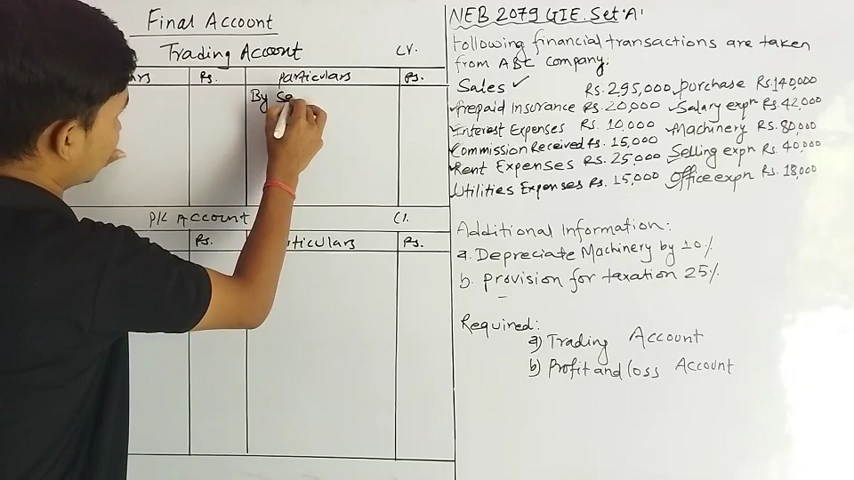 Final Account
Trading Account
Cr.
Rs.
particulars
Rs.
By Sa
P/L Account
Cr.
Rs.
Rs.
NEB 2079 GIE. Set 'A'
Following financial transactions are taken
from ABC company:
Sales ✓ Rs. 295,000 purchase Rs. 140,000
Prepaid Insurance Rs. 20,000 Salary expn Rs. 42,000
Interest Expenses Rs. 10,000 Machinery Rs. 80,000
Commission Received Rs. 15,000 Selling expn Rs. 40,000
Rent Expenses Rs. 25,000 Office expn Rs. 18,000
Utilities Expenses Rs. 15,000
Additional Information:
a. Depreciate Machinery by 10%
b. provision for taxation 25%
Required:
a) Trading Account
b) Profit and loss Account